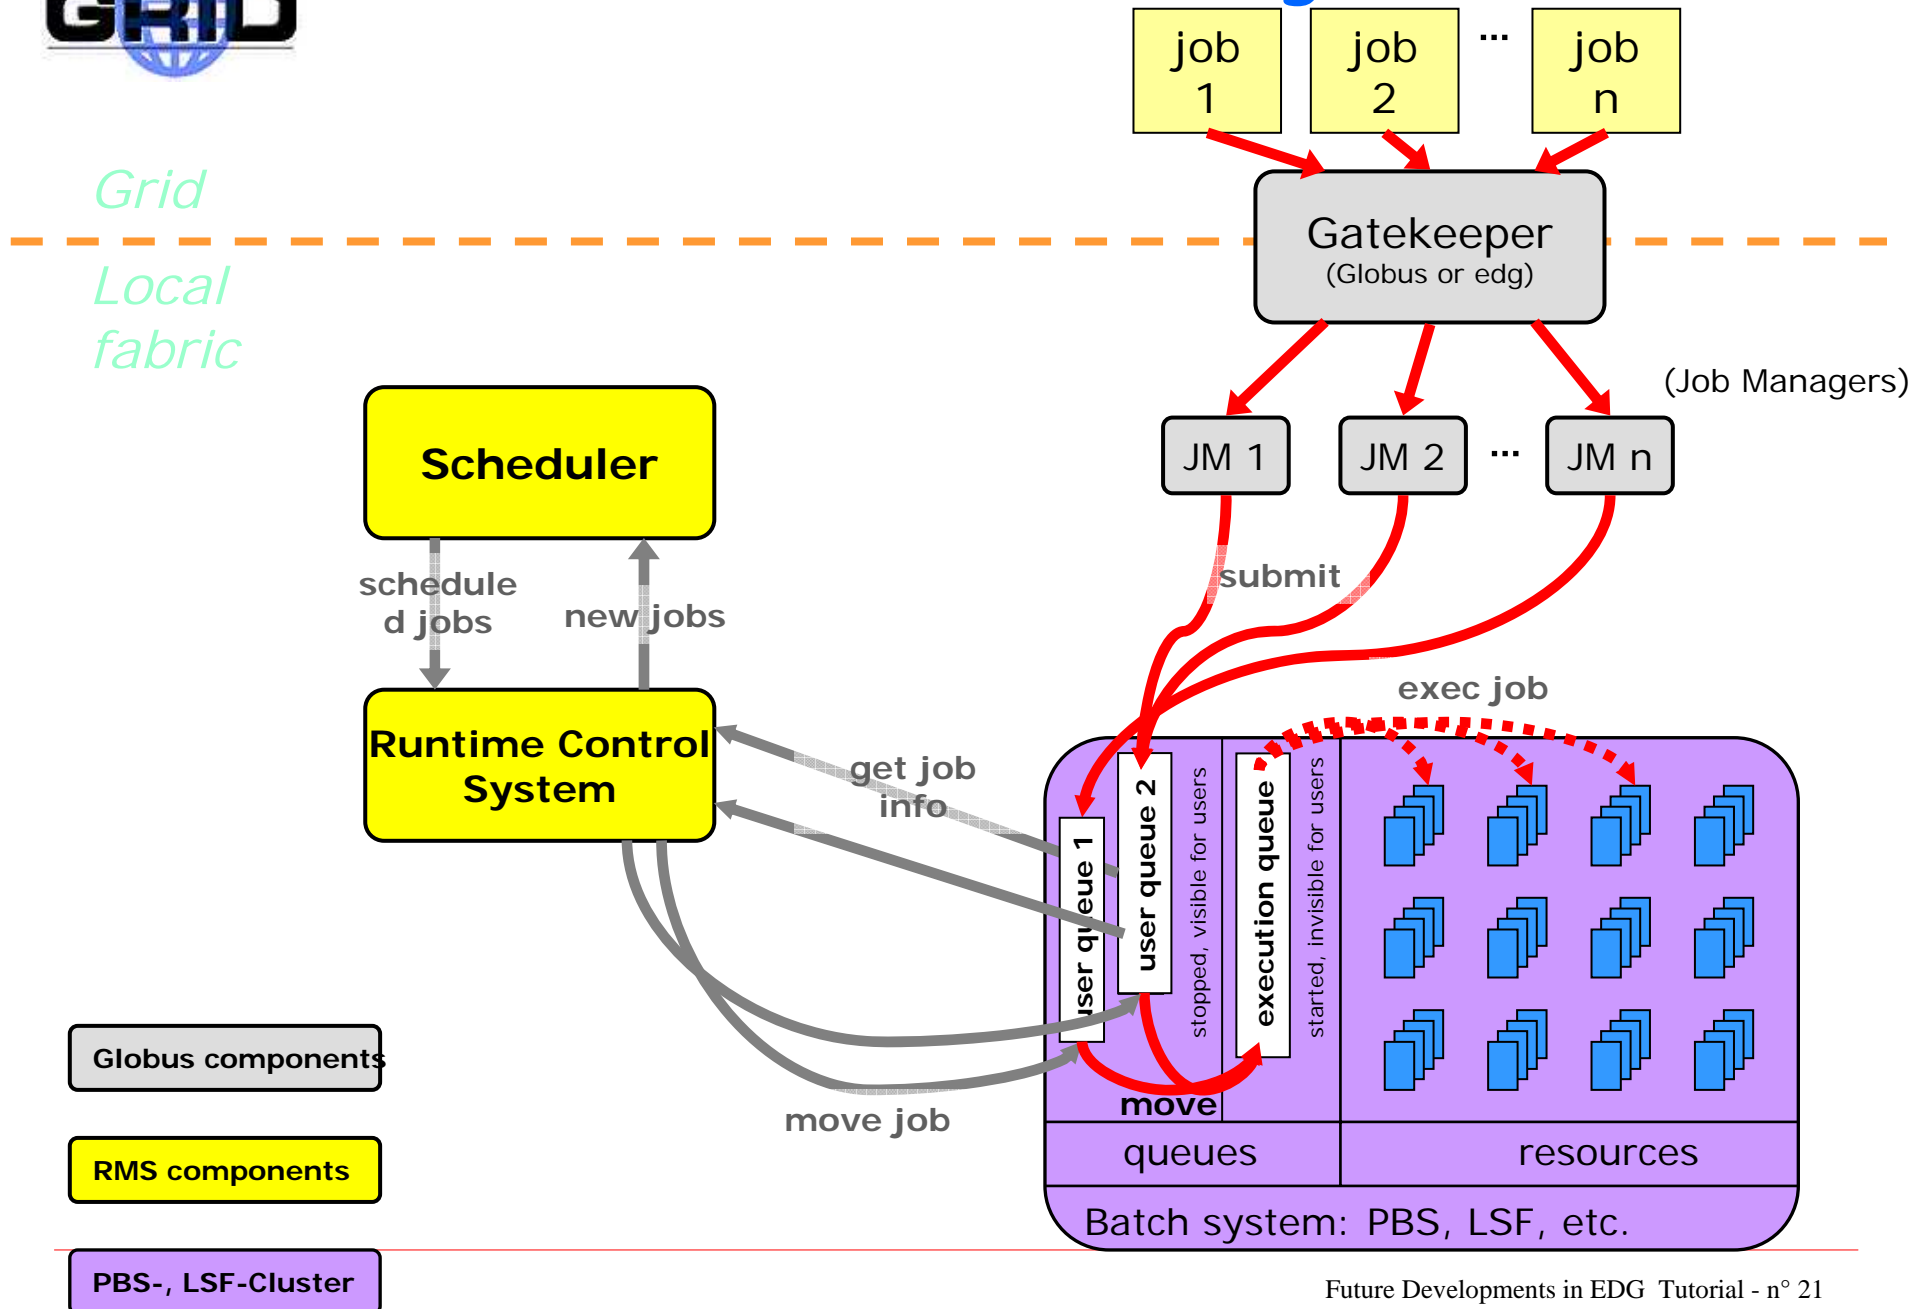 GRID
job
1
job
2
...
job
n
Grid
Gatekeeper
(Globus or edg)
Local
fabric
(Job Managers)
JM 1
JM 2
...
JM n
Scheduler
schedule
d jobs
new jobs
submit
exec job
Runtime Control
System
get job
info
user queue 1
user queue 2
stopped, visible for users
execution queue
started, invisible for users
move
move job
queues
resources
Batch system: PBS, LSF, etc.
Globus components
RMS components
PBS-, LSF-Cluster
Future Developments in EDG Tutorial - n° 21